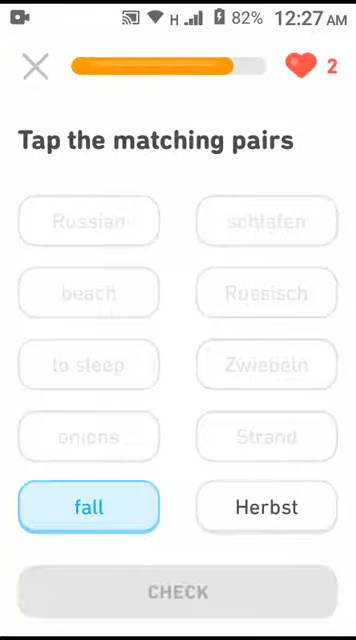 H 82% 12:27 AM
2
Tap the matching pairs
Russian schlafen
beach Russisch
to sleep Zwiebeln
onions Strand
fall Herbst
CHECK